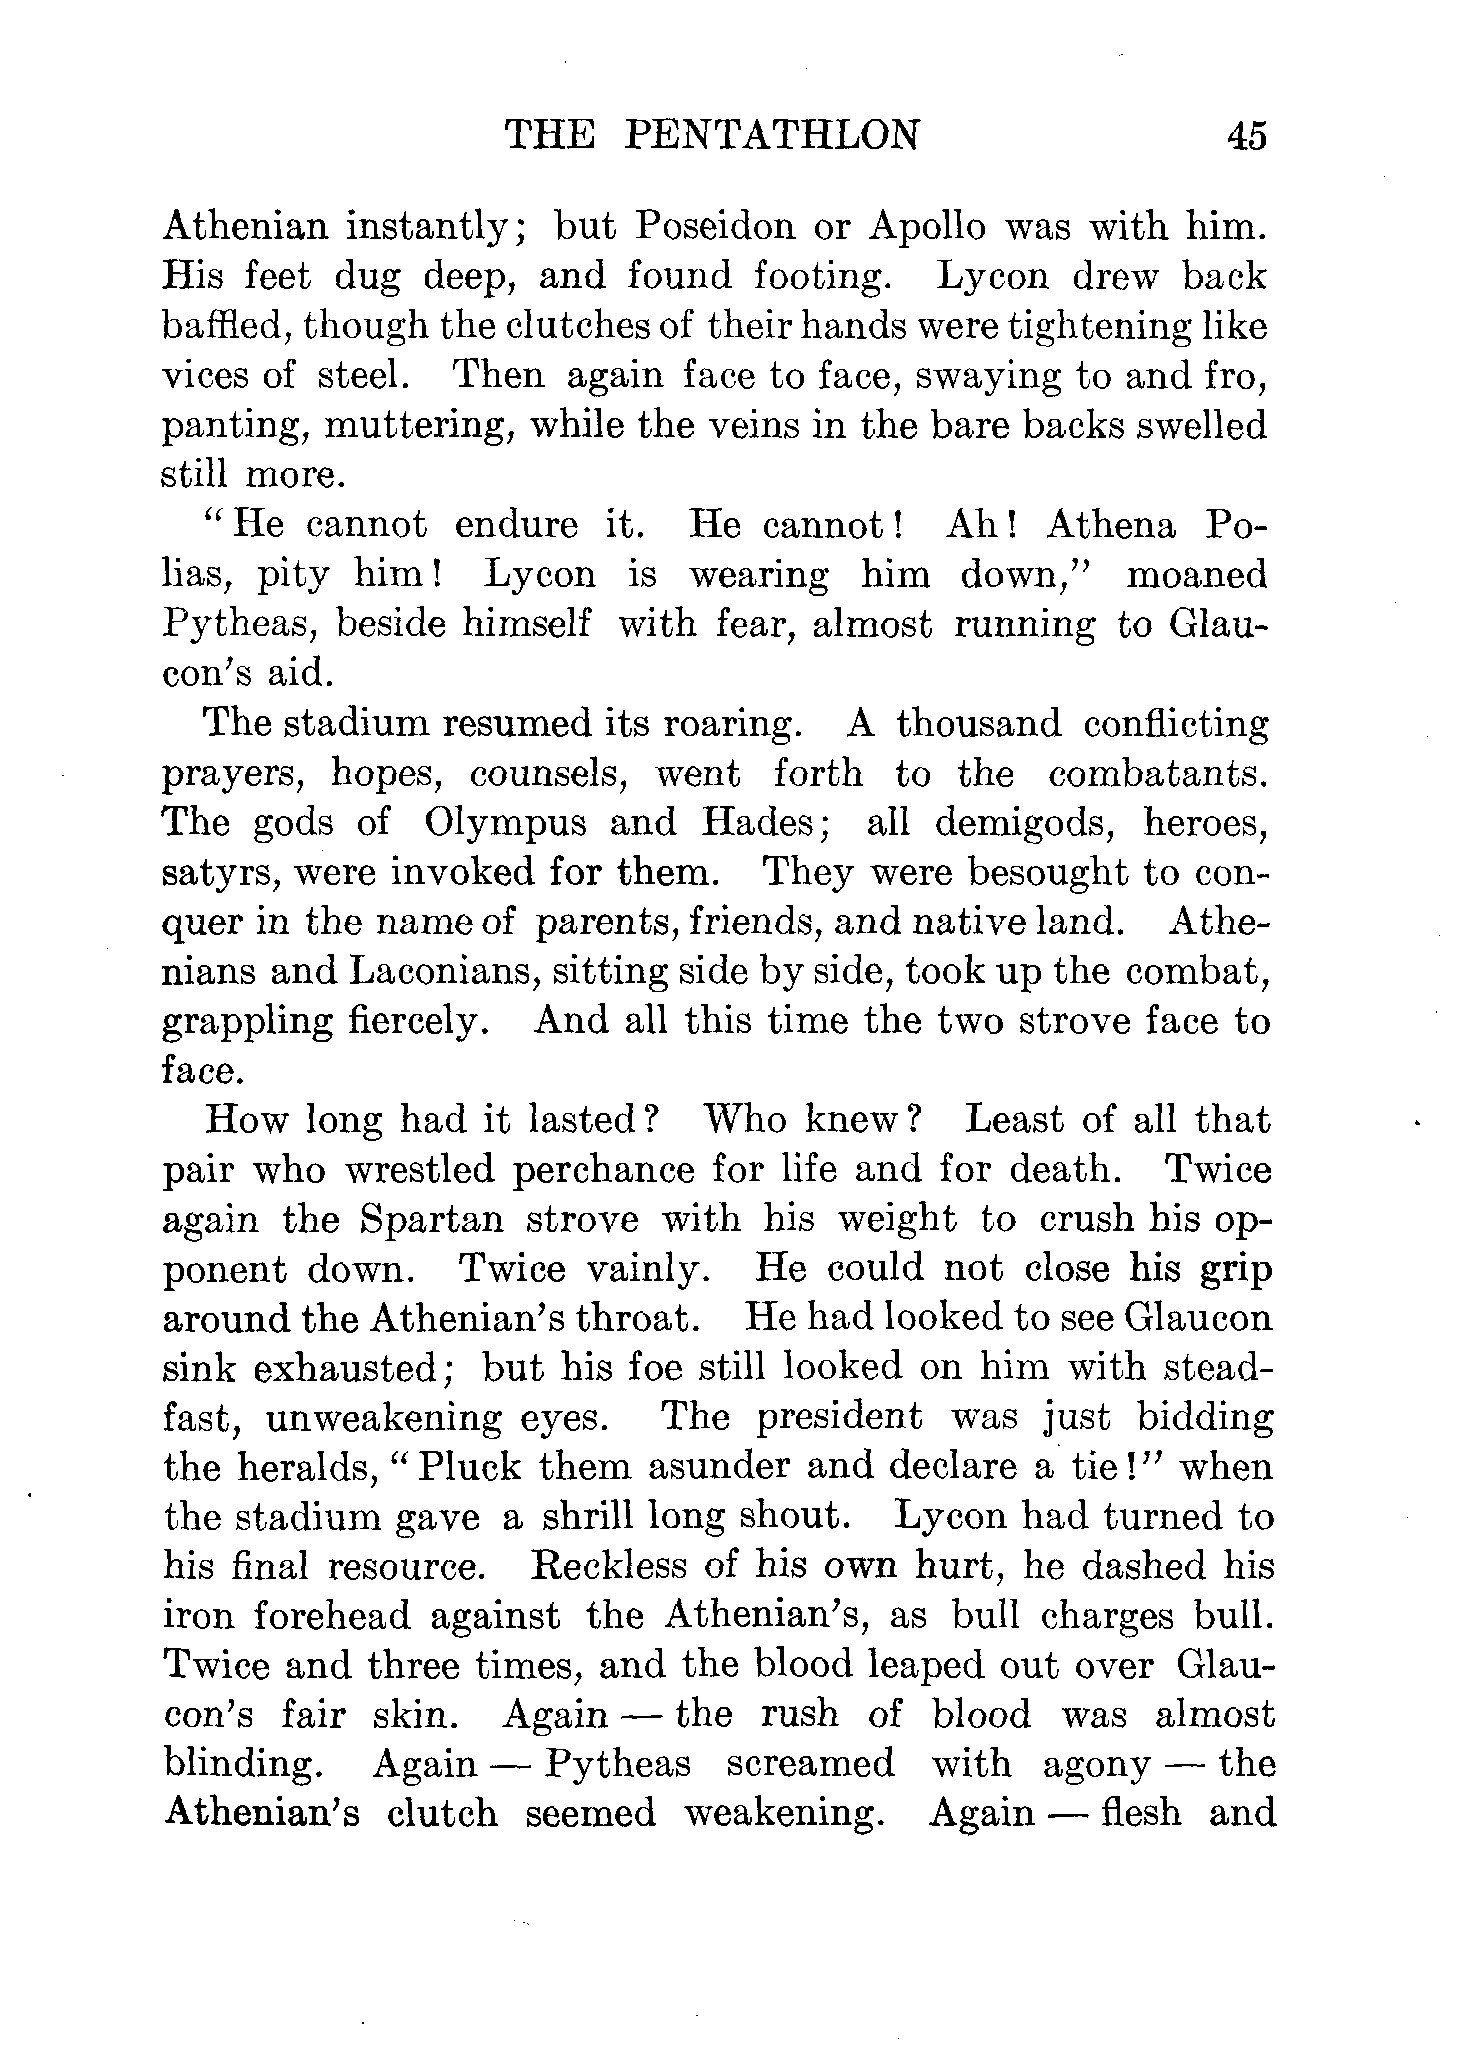 THE PENTATHLON 45
Athenian instantly; but Poseidon or Apollo was with him.
His feet dug deep, and found footing. Lycon drew back
baffled, though the clutches of their hands were tightening like
vices of steel. Then again face to face, swaying to and fro,
panting, muttering, while the veins in the bare backs swelled
still more.
"He cannot endure it. He cannot! Ah! Athena Po-
lias, pity him! Lycon is wearing him down," moaned
Pytheas, beside himself with fear, almost running to Glau-
con's aid.
The stadium resumed its roaring. A thousand conflicting
prayers, hopes, counsels, went forth to the combatants.
The gods of Olympus and Hades; all demigods, heroes,
satyrs, were invoked for them. They were besought to con-
quer in the name of parents, friends, and native land. Athe-
nians and Laconians, sitting side by side, took up the combat,
grappling fiercely. And all this time the two strove face to
face.
How long had it lasted? Who knew? Least of all that
pair who wrestled perchance for life and for death. Twice
again the Spartan strove with his weight to crush his op-
ponent down. Twice vainly. He could not close his grip
around the Athenian's throat. He had looked to see Glaucon
sink exhausted; but his foe still looked on him with stead-
fast, unweakening eyes. The president was just bidding
the heralds, "Pluck them asunder and declare a tie!" when
the stadium gave a shrill long shout. Lycon had turned to
his final resource. Reckless of his own hurt, he dashed his
iron forehead against the Athenian's, as bull charges bull.
Twice and three times, and the blood leaped out over Glau-
con's fair skin. Again — the rush of blood was almost
blinding. Again — Pytheas screamed with agony — the
Athenian's clutch seemed weakening. Again — flesh and